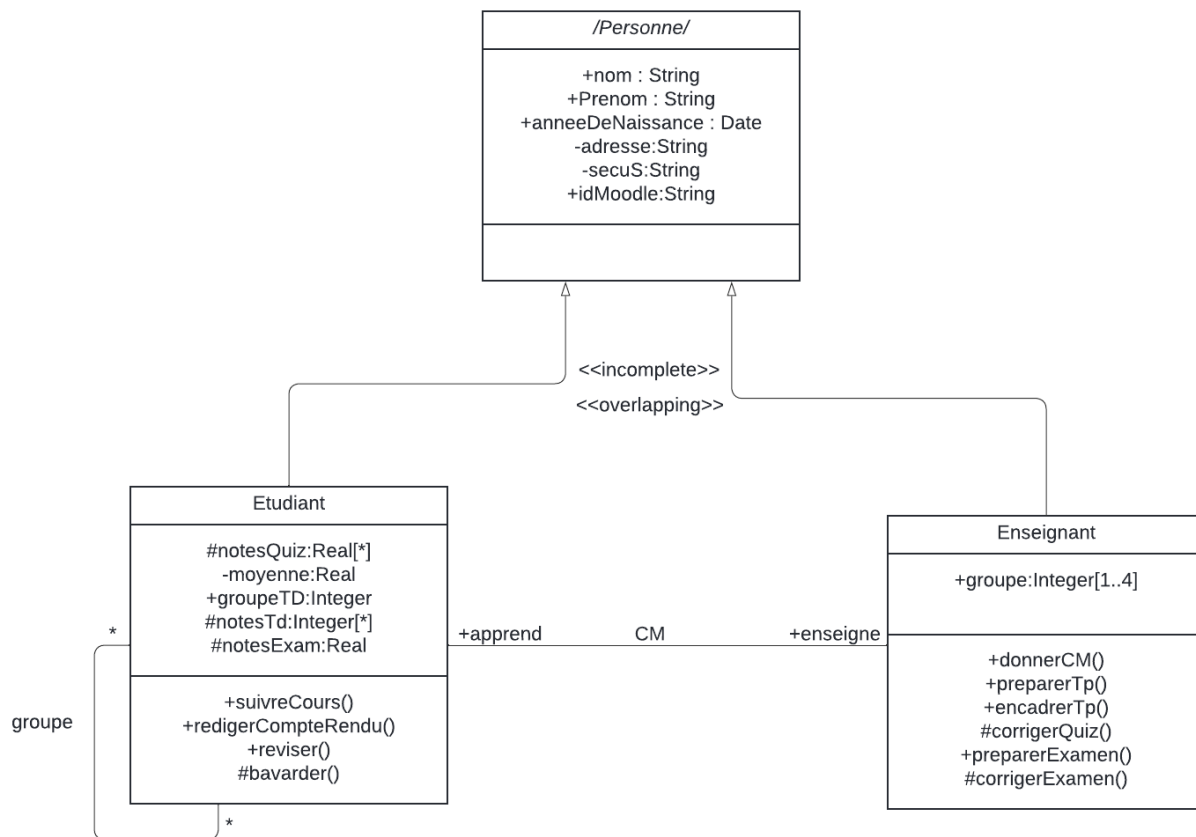 /Personne/
+nom : String
+Prenom : String
+anneeDeNaissance : Date
-adresse:String
-secuS:String
+idMoodle:String
<<incomplete>>
<<overlapping>>
Etudiant
#notesQuiz:Real[*]
-moyenne:Real
+groupeTD:Integer
#notesTd:Integer[*]
#notesExam:Real
+suivreCours()
+redigerCompteRendu()
+reviser()
#bavarder()
*
groupe
*
+apprend
CM
+enseigne
Enseignant
+groupe:Integer[1..4]
+donnerCM()
+preparerTp()
+encadrerTp()
#corrigerQuiz()
+preparerExamen()
#corrigerExamen()